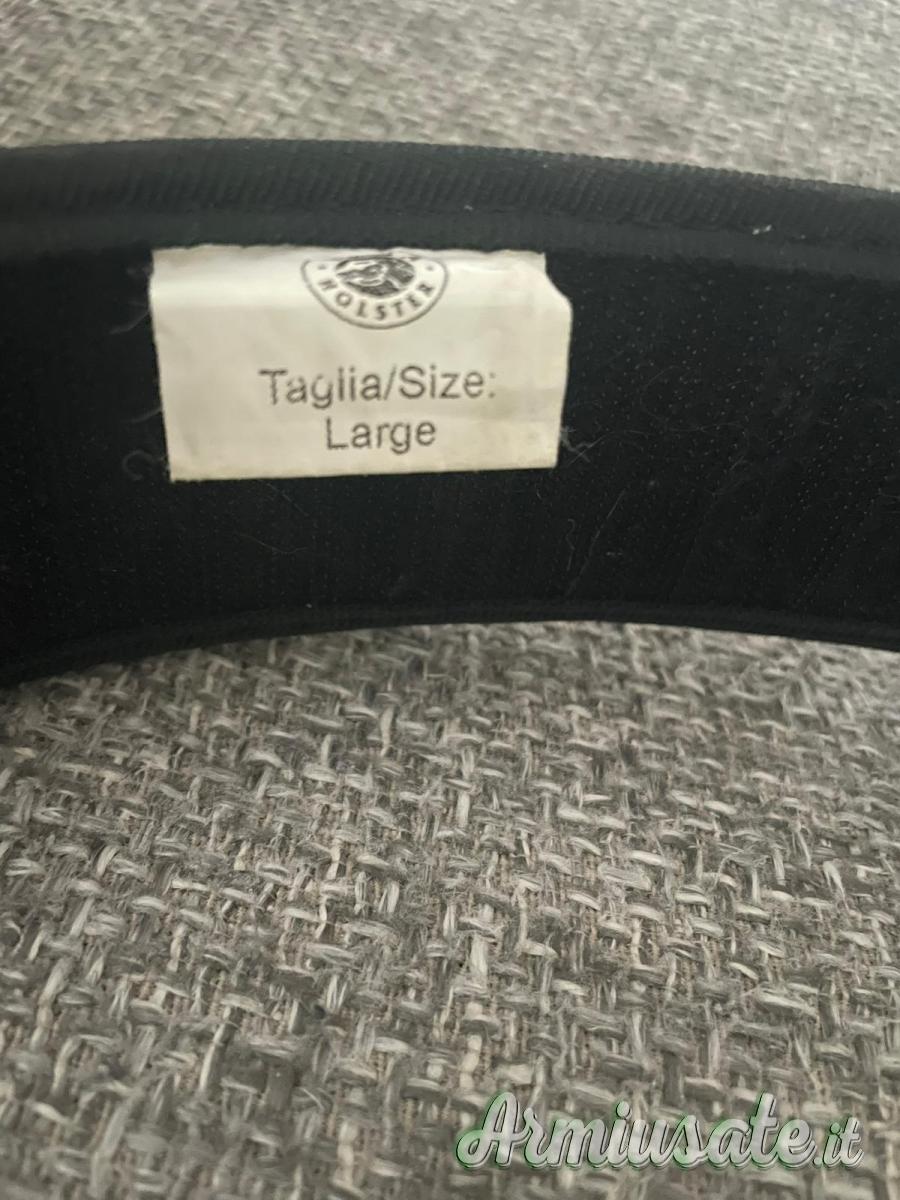 HOLSTER
Taglia/Size:
Large
Armiusate.it